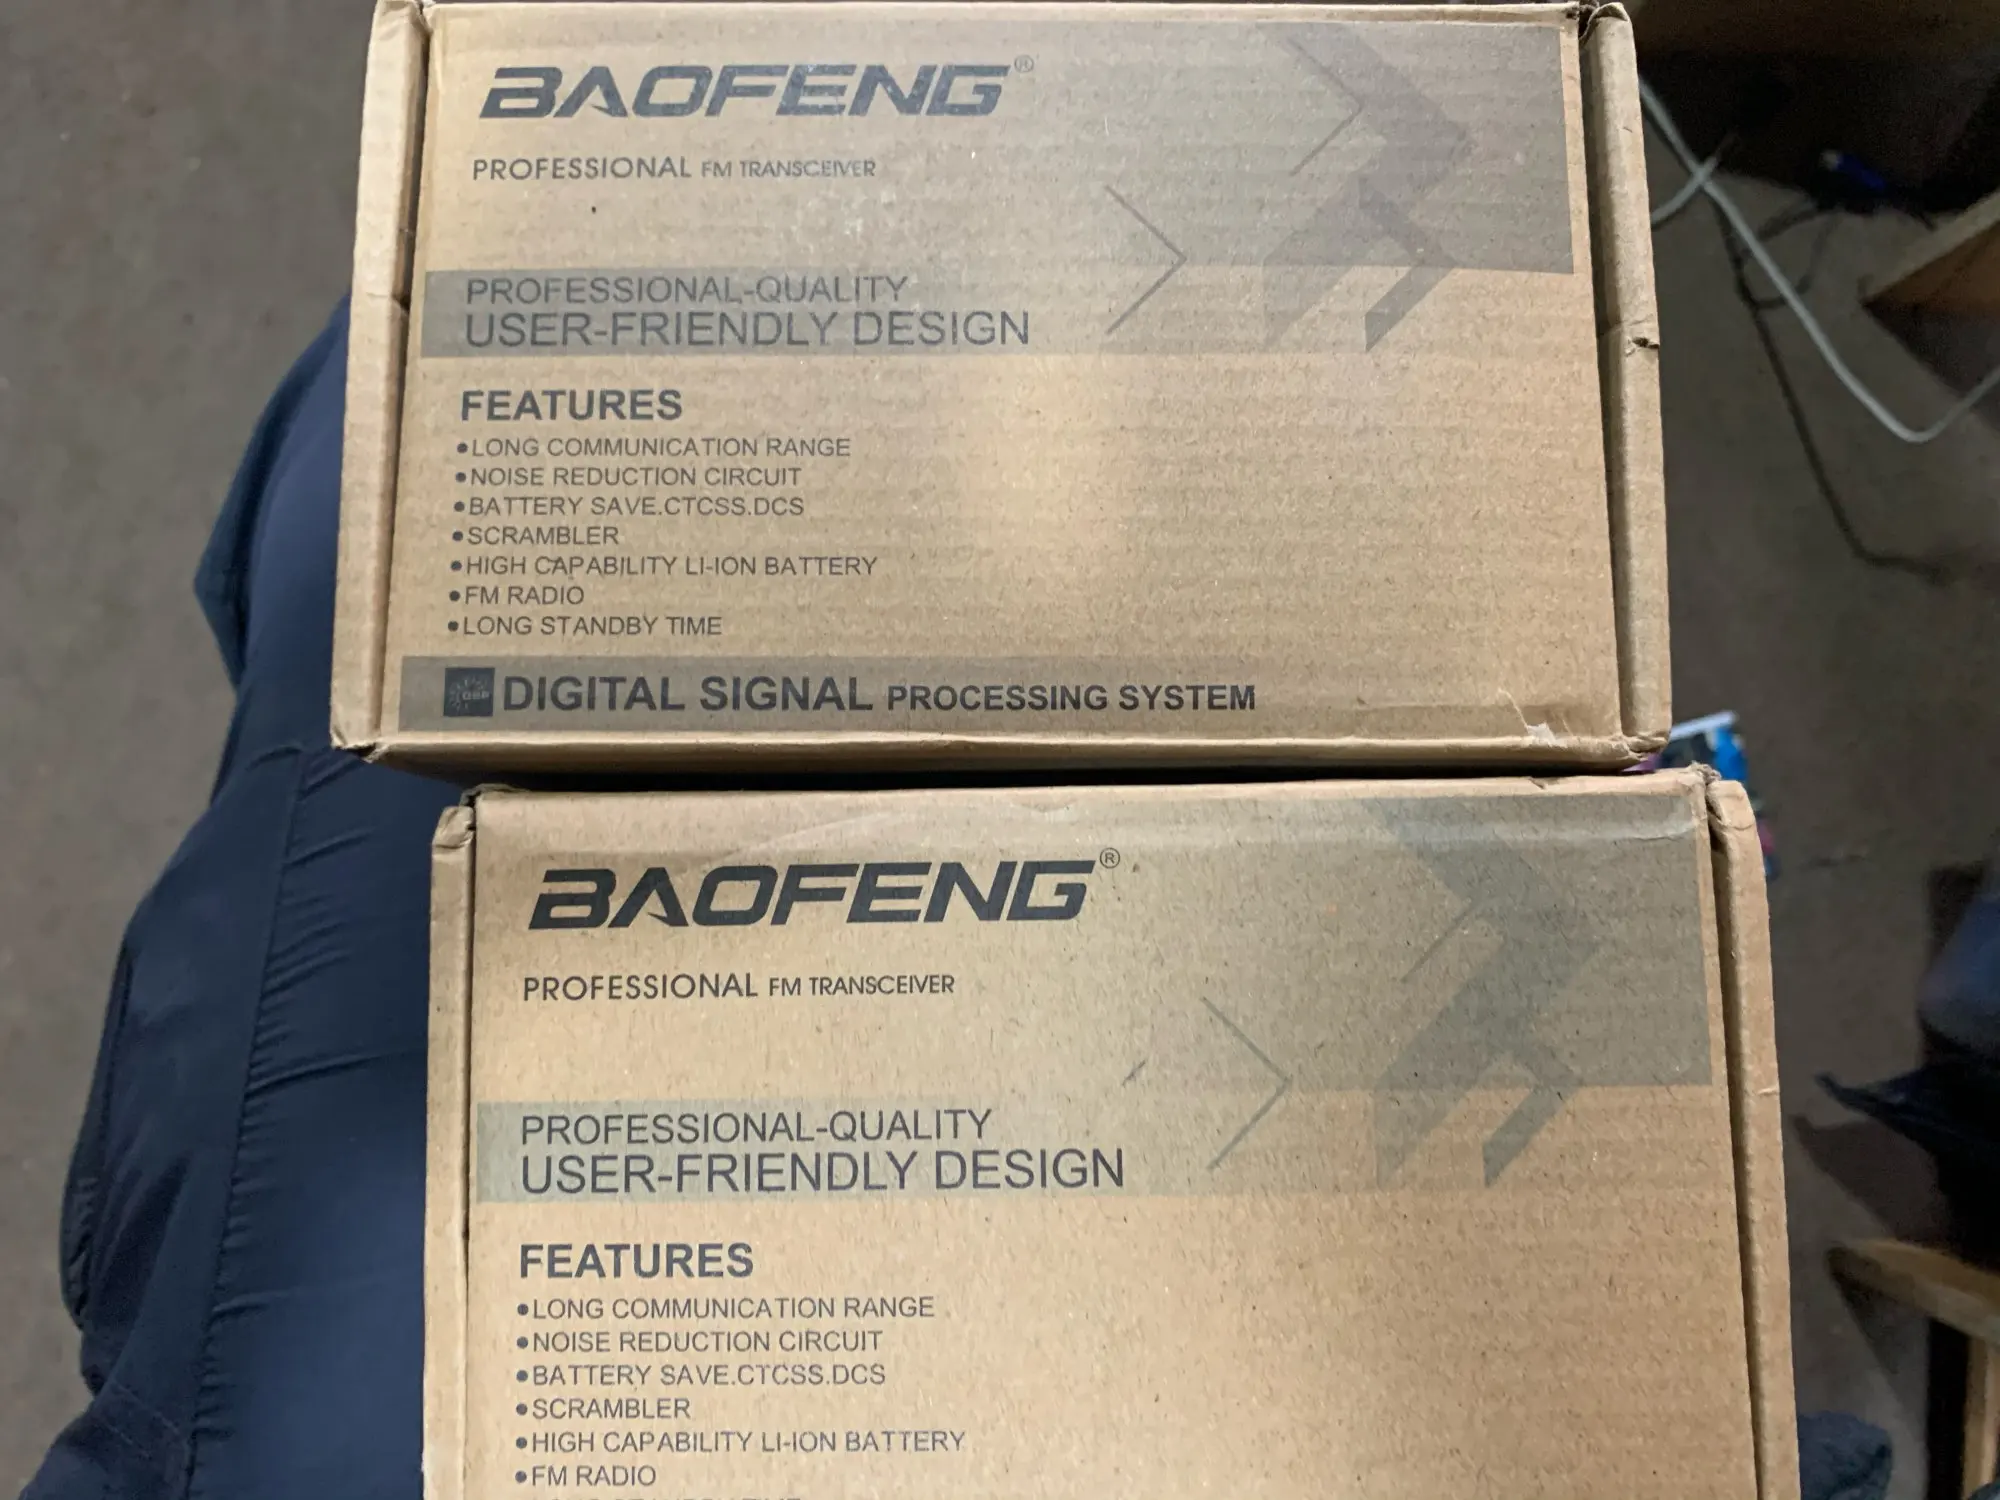 BAOFENG®
PROFESSIONAL FM TRANSCEIVER
PROFESSIONAL-QUALITY
USER-FRIENDLY DESIGN
FEATURES
•LONG COMMUNICATION RANGE
•NOISE REDUCTION CIRCUIT
•BATTERY SAVE.CTCSS.DCS
•SCRAMBLER
•HIGH CAPABILITY LI-ION BATTERY
•FM RADIO
•LONG STANDBY TIME
DSP DIGITAL SIGNAL PROCESSING SYSTEM
BAOFENG®
PROFESSIONAL FM TRANSCEIVER
PROFESSIONAL-QUALITY
USER-FRIENDLY DESIGN
FEATURES
•LONG COMMUNICATION RANGE
•NOISE REDUCTION CIRCUIT
•BATTERY SAVE.CTCSS.DCS
•SCRAMBLER
•HIGH CAPABILITY LI-ION BATTERY
•FM RADIO